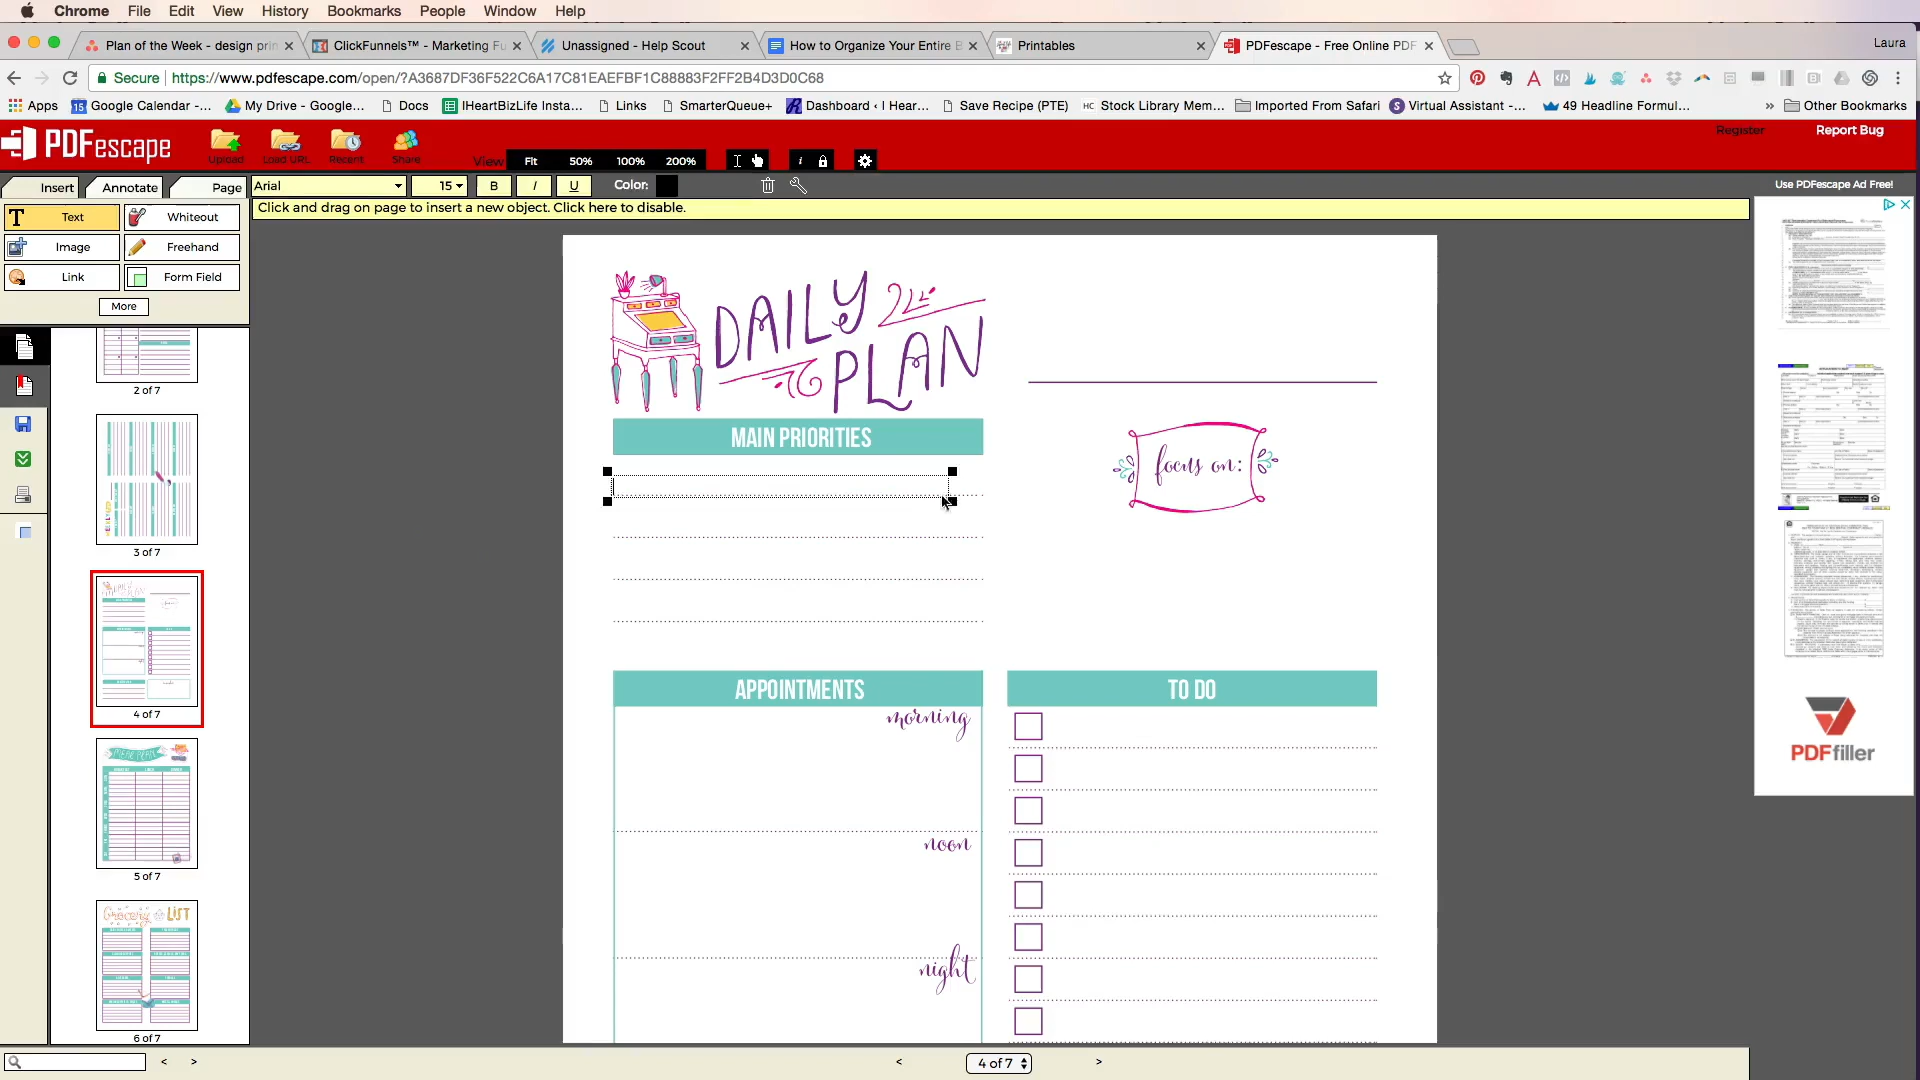 Chrome File Edit View History Bookmarks People Window Help
Plan of the Week - design prin
ClickFunnels™ - Marketing Fu
Unassigned - Help Scout
How to Organize Your Entire B
Printables
PDFescape - Free Online PDF
Laura
Secure https://www.pdfescape.com/open/?A3687DF36F522C6A17C81EAEFBF1C88883F2FF2B4D3D0C68
Apps Google Calendar -... My Drive - Google... Docs IHeartBizLife Insta... Links SmarterQueue+ Dashboard ‹ I Hear... Save Recipe (PTE) Stock Library Mem... Imported From Safari Virtual Assistant -... 49 Headline Formul... » Other Bookmarks
PDFescape
Upload Load URL Recent Share
View Fit 50% 100% 200%
Register Report Bug
Insert Annotate Page
Arial 15 B I U Color:
Use PDFescape Ad Free!
Click and drag on page to insert a new object. Click here to disable.
Text Whiteout
Image Freehand
Link Form Field
More
2 of 7
3 of 7
4 of 7
5 of 7
Grocery LIST
6 of 7
DAILY
PLAN
MAIN PRIORITIES
focus on:
APPOINTMENTS
TO DO
morning
noon
night
PDFfiller
< > < 4 of 7 >